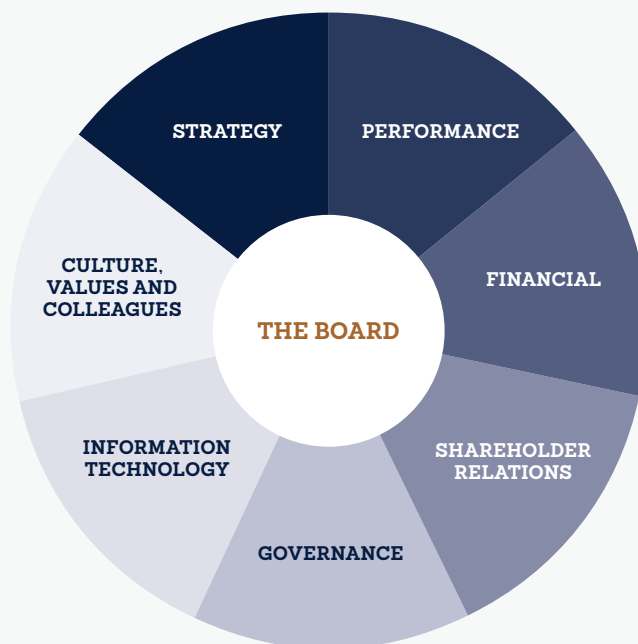 STRATEGY
PERFORMANCE
CULTURE,
VALUES AND
COLLEAGUES
FINANCIAL
THE BOARD
INFORMATION
TECHNOLOGY
SHAREHOLDER
RELATIONS
GOVERNANCE